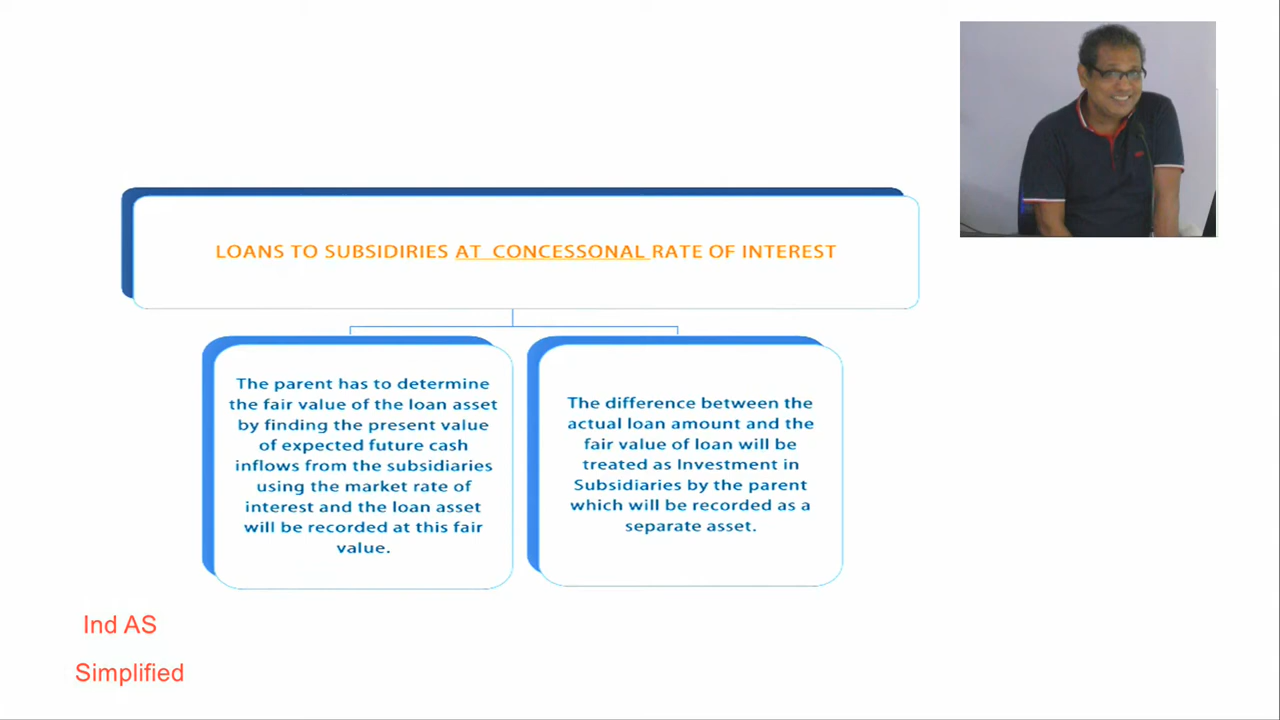 LOANS TO SUBSIDIRIES AT CONCESSONAL RATE OF INTEREST
The parent has to determine
the fair value of the loan asset
by finding the present value
of expected future cash
inflows from the subsidiaries
using the market rate of
interest and the loan asset
will be recorded at this fair
value.
The difference between the
actual loan amount and the
fair value of loan will be
treated as Investment in
Subsidiaries by the parent
which will be recorded as a
separate asset.
Ind AS
Simplified